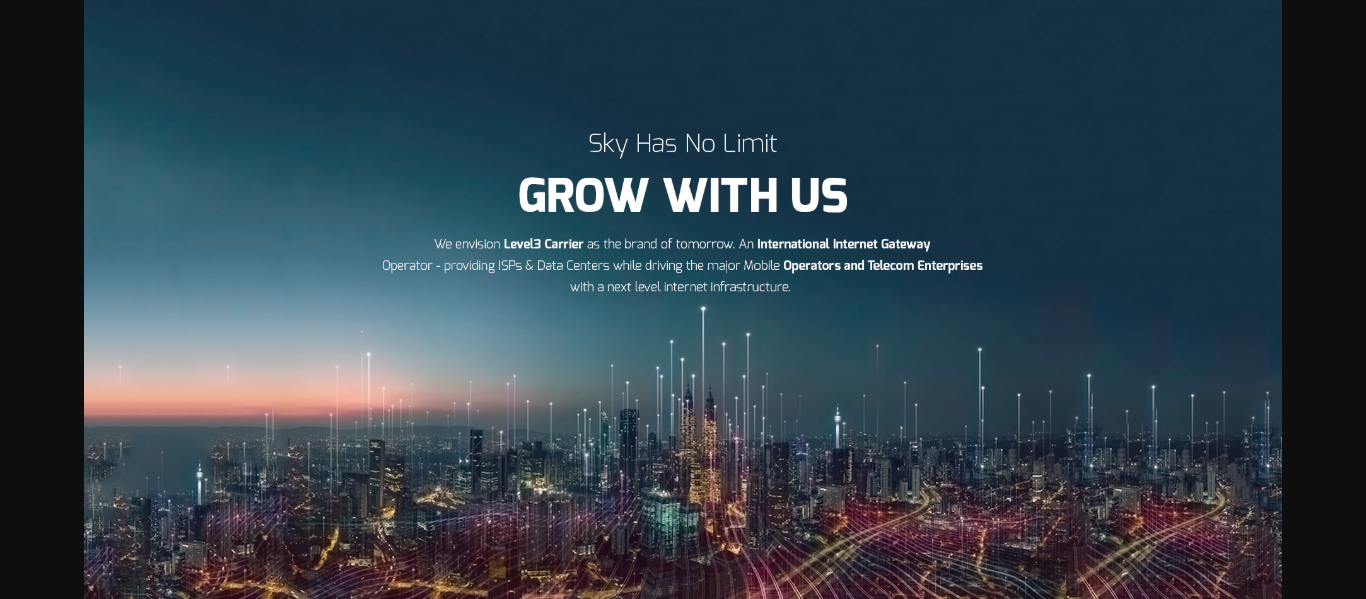 Sky Has No Limit
GROW WITH US
We envision Level3 Carrier as the brand of tomorrow. An International Internet Gateway
Operator - providing ISPs & Data Centers while driving the major Mobile Operators and Telecom Enterprises
with a next level internet infrastructure.